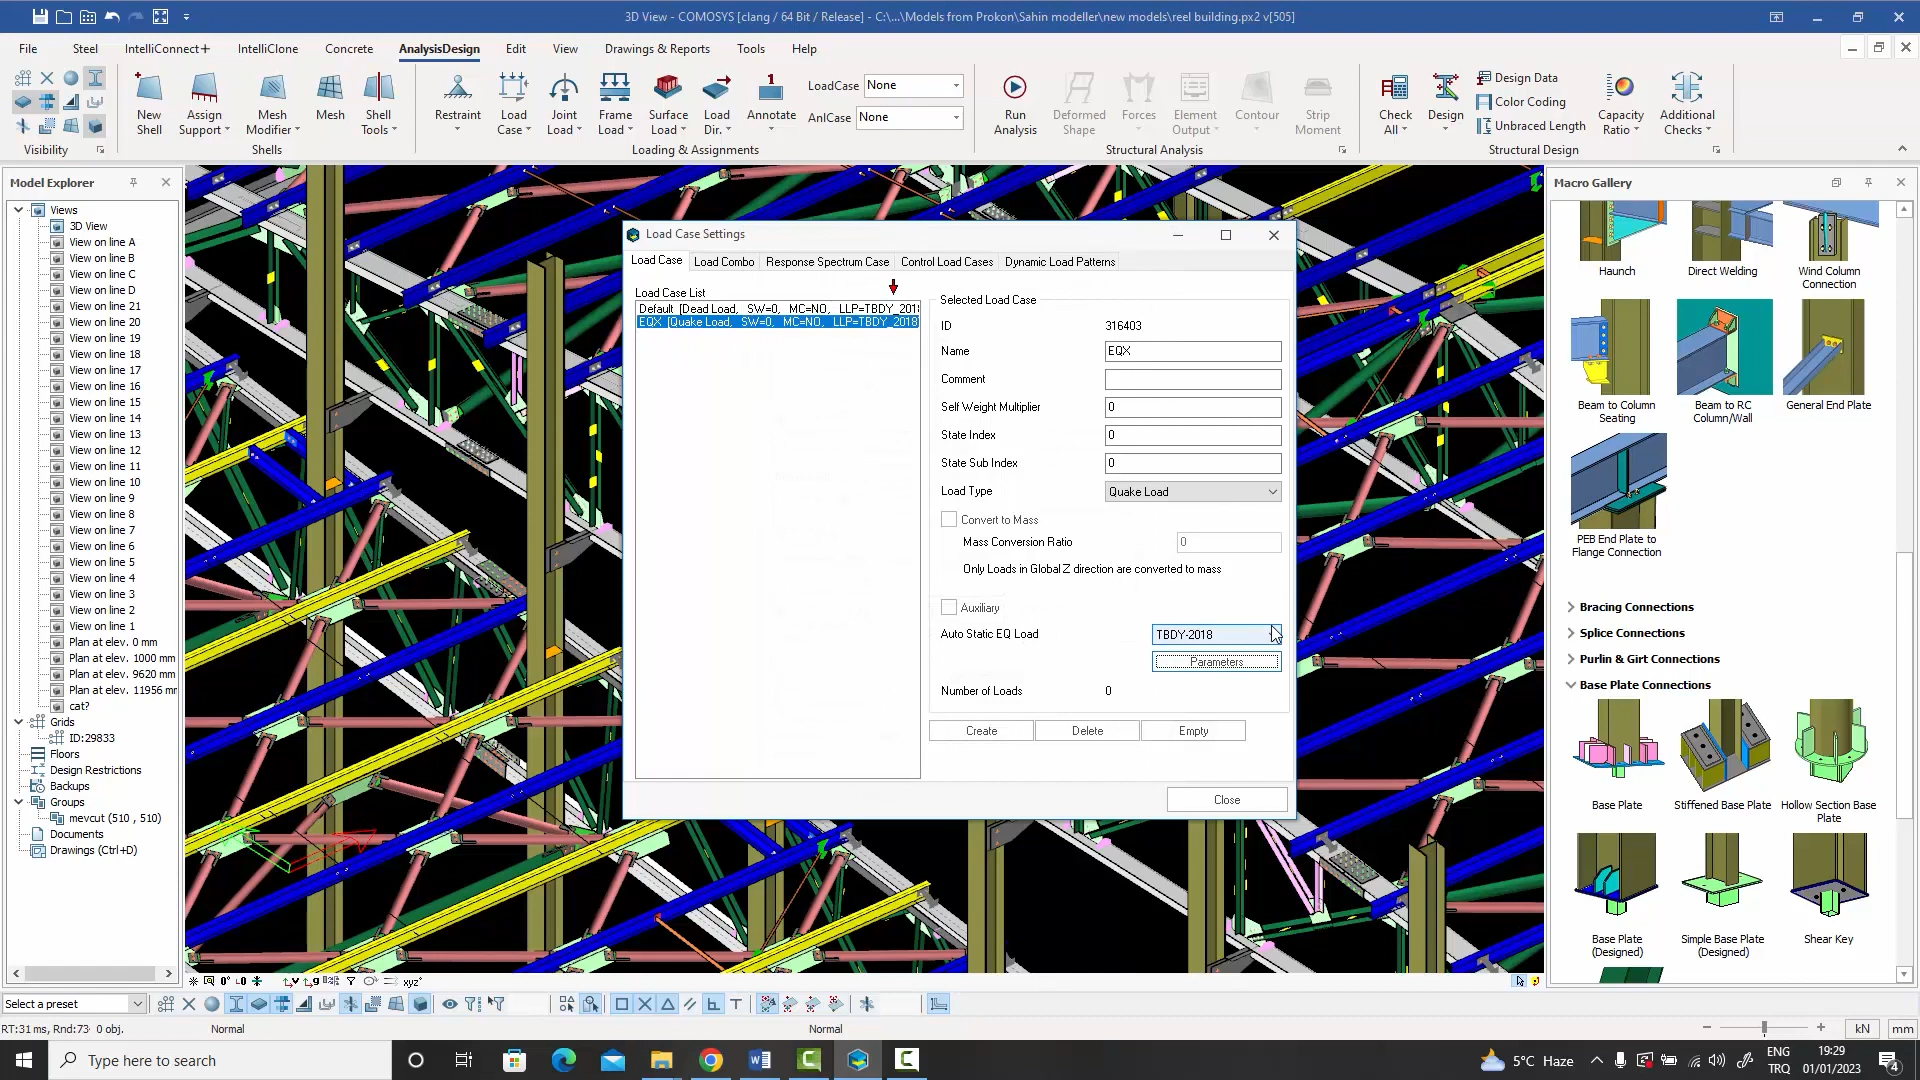 3D View - COMOSYS [clang / 64 Bit / Release] - C:\...\Models from Prokon\Sahin modeller\new models\reel building.px2 v[505]
File Steel IntelliConnect+ IntelliClone Concrete AnalysisDesign Edit View Drawings & Reports Tools Help
New Shell
Assign Support
Mesh Modifier
Mesh
Shell Tools
Restraint
Load Case
Joint Load
Frame Load
Surface Load
Load Dir.
Annotate
LoadCase None
AnlCase None
Run Analysis
Deformed Shape
Forces
Element Output
Contour
Strip Moment
Check All
Design
Design Data
Color Coding
Unbraced Length
Capacity Ratio
Additional Checks
Visibility Shells Loading & Assignments Structural Analysis Structural Design
Model Explorer
Views
3D View
View on line A
View on line B
View on line C
View on line D
View on line 21
View on line 20
View on line 19
View on line 18
View on line 17
View on line 16
View on line 15
View on line 14
View on line 13
View on line 12
View on line 11
View on line 10
View on line 9
View on line 8
View on line 7
View on line 6
View on line 5
View on line 4
View on line 3
View on line 2
View on line 1
Plan at elev. 0 mm
Plan at elev. 1000 mm
Plan at elev. 9620 mm
Plan at elev. 11956 mm
cat?
Grids
ID:29833
Floors
Design Restrictions
Backups
Groups
mevcut (510 , 510)
Documents
Drawings (Ctrl+D)
Load Case Settings
Load Case Load Combo Response Spectrum Case Control Load Cases Dynamic Load Patterns
Load Case List
Default [Dead Load, SW=0, MC=NO, LLP=TBDY_2018
EQX [Quake Load, SW=0, MC=NO, LLP=TBDY_2018]
Selected Load Case
ID 316403
Name EQX
Comment
Self Weight Multiplier 0
State Index 0
State Sub Index 0
Load Type Quake Load
Convert to Mass
Mass Conversion Ratio 0
Only Loads in Global Z direction are converted to mass
Auxiliary
Auto Static EQ Load TBDY-2018
Parameters
Number of Loads 0
Create Delete Empty
Close
Macro Gallery
Haunch
Direct Welding
Wind Column Connection
Beam to Column Seating
Beam to RC Column/Wall
General End Plate
PEB End Plate to Flange Connection
Bracing Connections
Splice Connections
Purlin & Girt Connections
Base Plate Connections
Base Plate
Stiffened Base Plate
Hollow Section Base Plate
Base Plate (Designed)
Simple Base Plate (Designed)
Shear Key
Select a preset
RT:31 ms, Rnd:73 0 obj. Normal Normal kN mm
Type here to search
5°C Haze
ENG
TRQ
19:29
01/01/2023
4